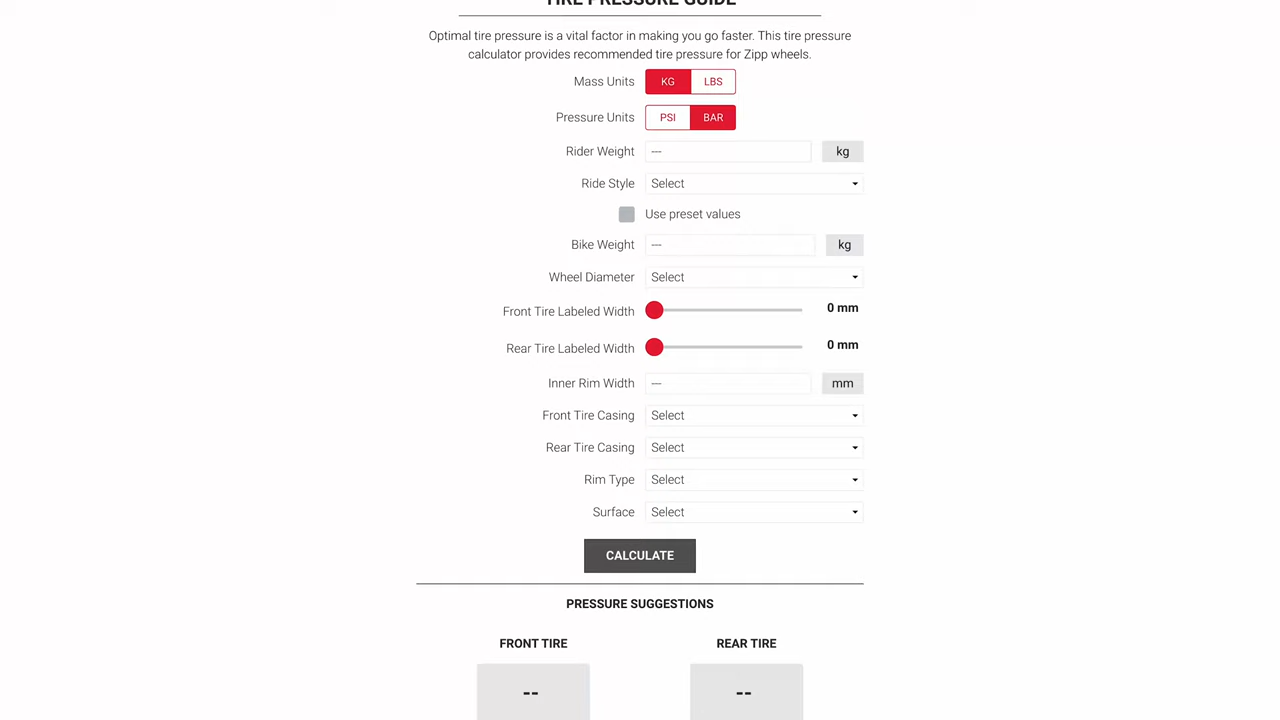 TIRE PRESSURE GUIDE
Optimal tire pressure is a vital factor in making you go faster. This tire pressure
calculator provides recommended tire pressure for Zipp wheels.
Mass Units KG LBS
Pressure Units PSI BAR
Rider Weight --- kg
Ride Style Select
Use preset values
Bike Weight --- kg
Wheel Diameter Select
Front Tire Labeled Width 0 mm
Rear Tire Labeled Width 0 mm
Inner Rim Width --- mm
Front Tire Casing Select
Rear Tire Casing Select
Rim Type Select
Surface Select
CALCULATE
PRESSURE SUGGESTIONS
FRONT TIRE REAR TIRE
-- --